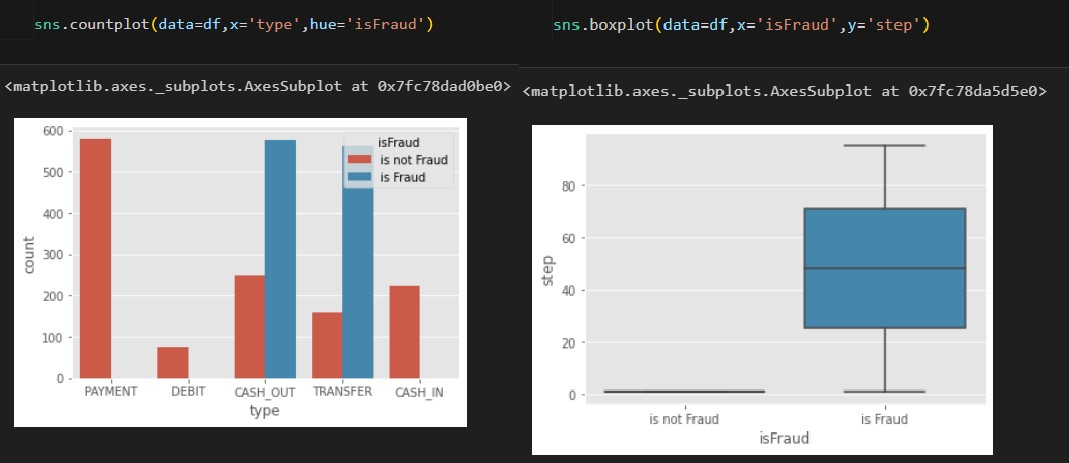 sns.countplot(data=df,x='type',hue='isFraud')
<matplotlib.axes._subplots.AxesSubplot at 0x7fc78dad0be0>
600
500
400
300
200
100
0
count
isFraud
is not Fraud
is Fraud
PAYMENT DEBIT CASH_OUT TRANSFER CASH_IN
type
sns.boxplot(data=df,x='isFraud',y='step')
<matplotlib.axes._subplots.AxesSubplot at 0x7fc78da5d5e0>
80
60
40
20
0
step
is not Fraud is Fraud
isFraud